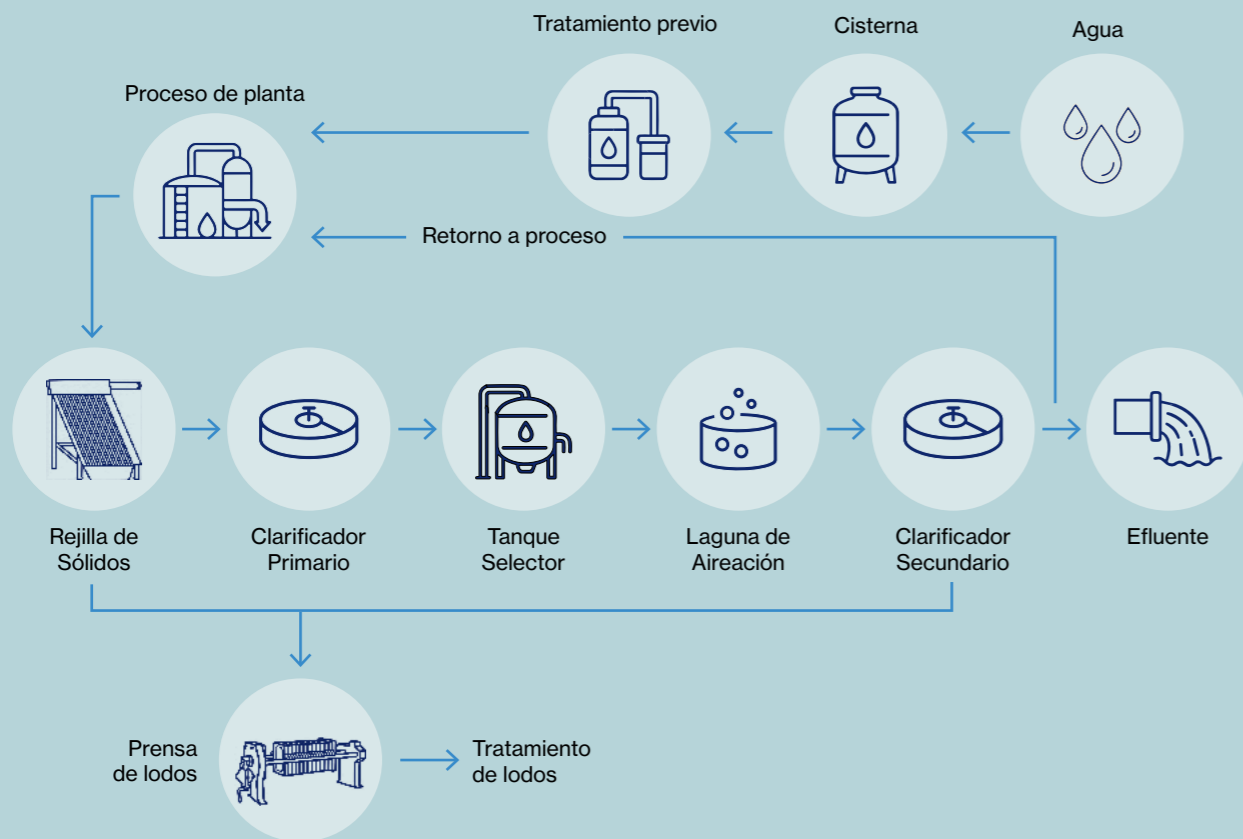 Tratamiento previo
Cisterna
Agua
Proceso de planta
Retorno a proceso
Rejilla de
Sólidos
Clarificador
Primario
Tanque
Selector
Laguna de
Aireación
Clarificador
Secundario
Efluente
Prensa
de lodos
Tratamiento
de lodos